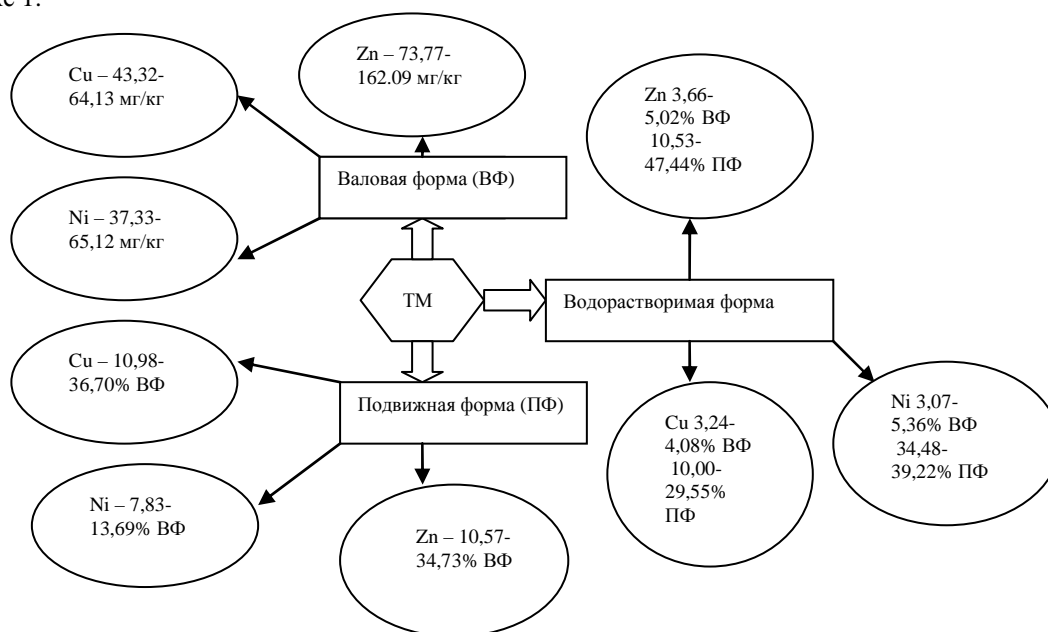 Cu – 43,32-
64,13 мг/кг
Zn – 73,77-
162.09 мг/кг
Zn 3,66-
5,02% ВФ
10,53-
47,44% ПФ
Валовая форма (ВФ)
Ni – 37,33-
65,12 мг/кг
ТМ
Водорастворимая форма
Cu – 10,98-
36,70% ВФ
Подвижная форма (ПФ)
Cu 3,24-
4,08% ВФ
10,00-
29,55%
ПФ
Ni 3,07-
5,36% ВФ
34,48-
39,22% ПФ
Ni – 7,83-
13,69% ВФ
Zn – 10,57-
34,73% ВФ